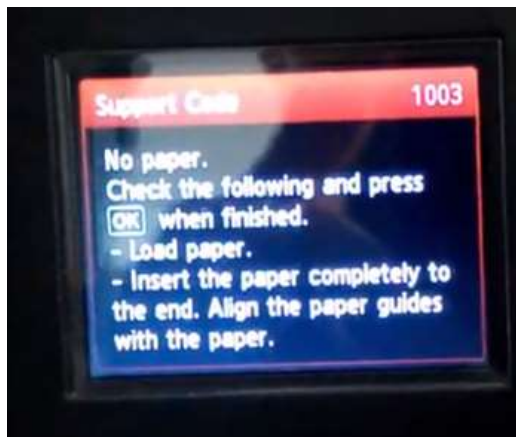 Support Code 1003
No paper.
Check the following and press
OK when finished.
- Load paper.
- Insert the paper completely to
the end. Align the paper guides
with the paper.